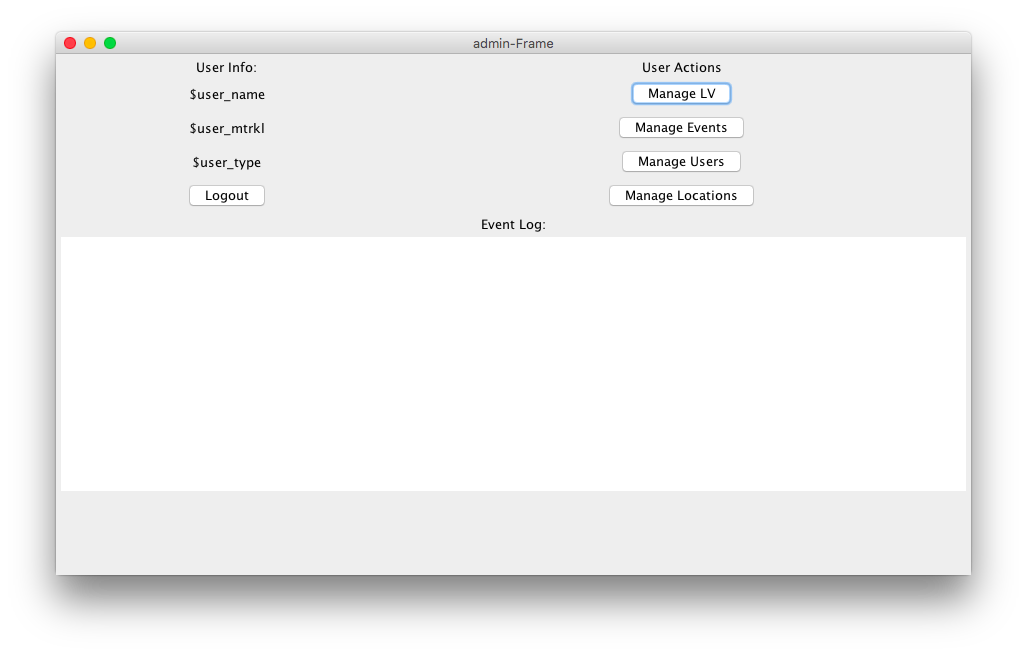 admin-Frame
User Info:
User Actions
$user_name
Manage LV
$user_mtrkl
Manage Events
$user_type
Manage Users
Logout
Manage Locations
Event Log: